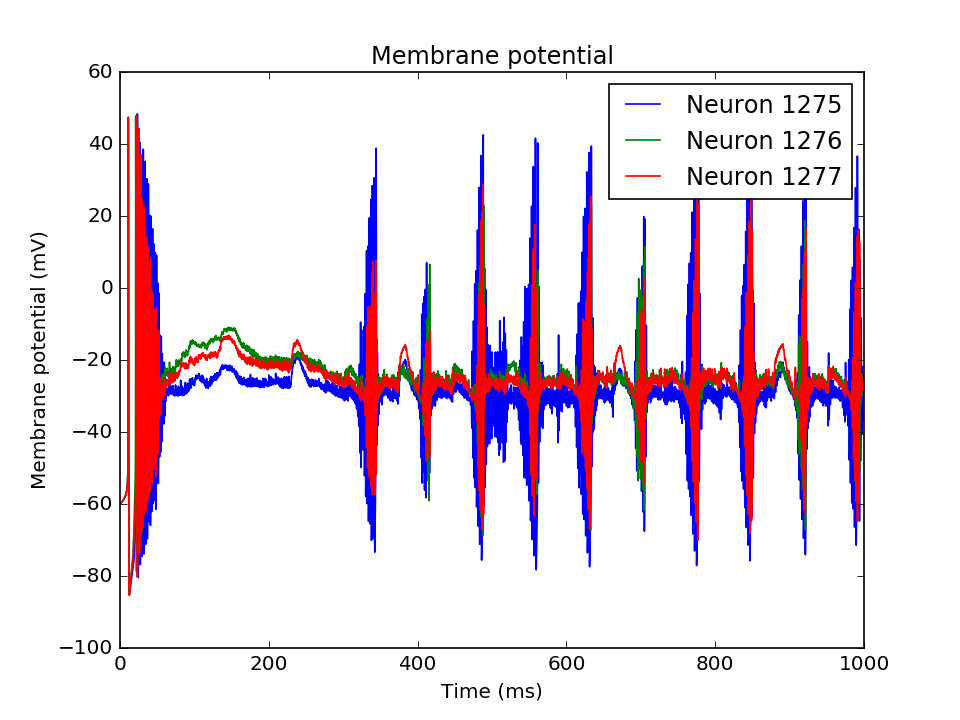 Membrane potential
60
40
20
0
−20
−40
−60
−80
−100
Membrane potential (mV)
Neuron 1275
Neuron 1276
Neuron 1277
0 200 400 600 800 1000
Time (ms)